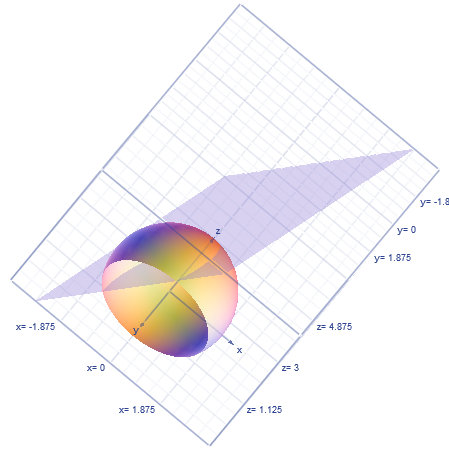 y= -1.8
y= 0
y= 1.875
z
z= 4.875
x= -1.875
y
x
z= 3
x= 0
x= 1.875
z= 1.125